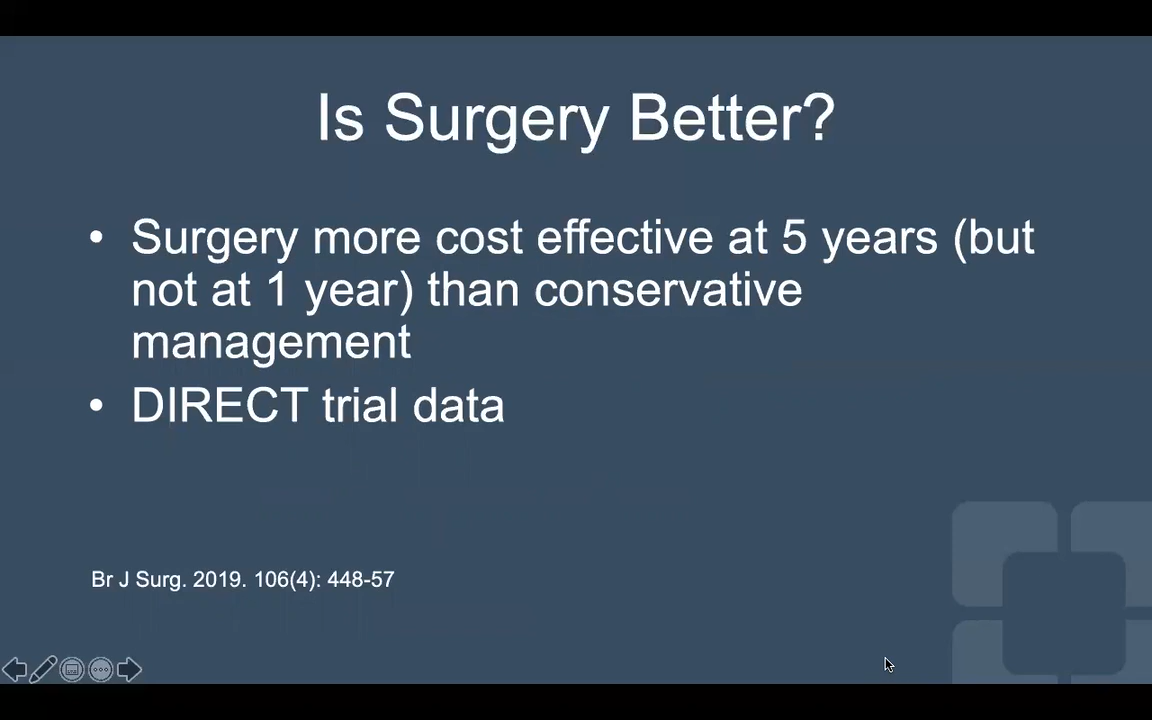 Is Surgery Better?
• Surgery more cost effective at 5 years (but
not at 1 year) than conservative
management
• DIRECT trial data
Br J Surg. 2019. 106(4): 448-57